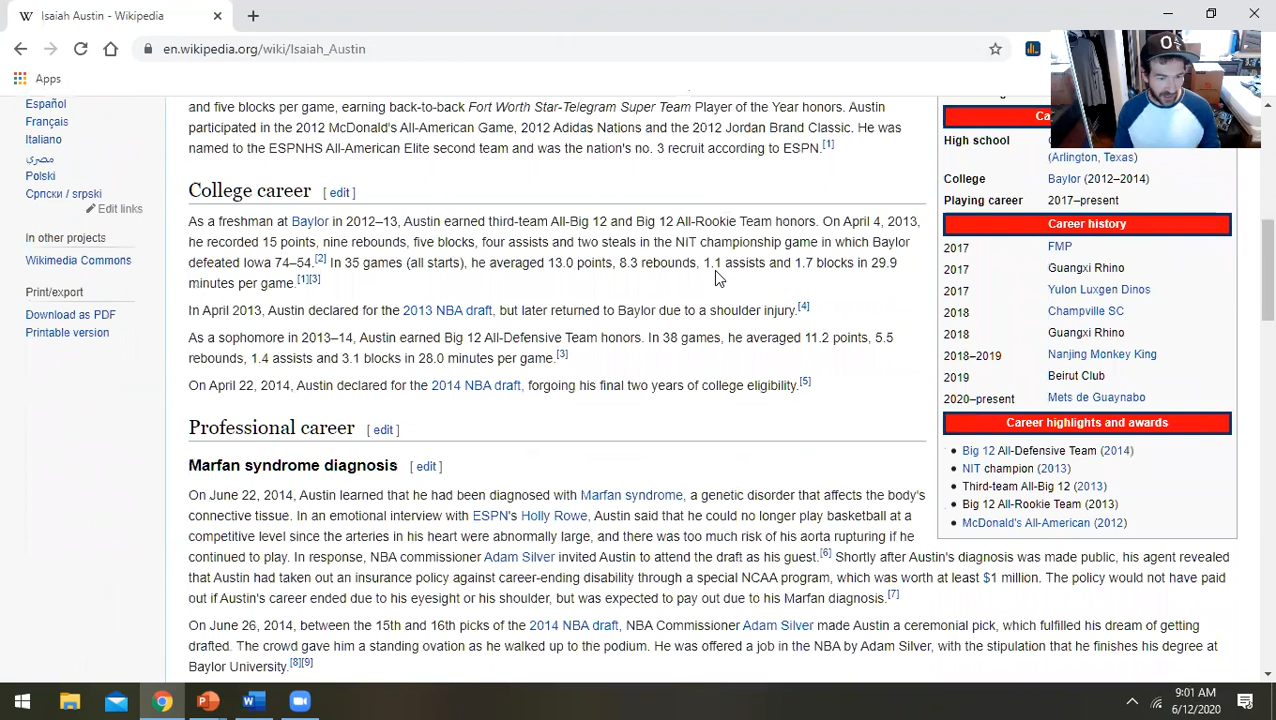 Isaiah Austin - Wikipedia
en.wikipedia.org/wiki/Isaiah_Austin
Apps
Español
Français
Italiano
مصرى
Polski
Српски / srpski
Edit links
In other projects
Wikimedia Commons
Print/export
Download as PDF
Printable version
and five blocks per game, earning back-to-back Fort Worth Star-Telegram Super Team Player of the Year honors. Austin
participated in the 2012 McDonald's All-American Game, 2012 Adidas Nations and the 2012 Jordan Brand Classic. He was
named to the ESPNHS All-American Elite second team and was the nation's no. 3 recruit according to ESPN.[1]
College career [ edit ]
As a freshman at Baylor in 2012–13, Austin earned third-team All-Big 12 and Big 12 All-Rookie Team honors. On April 4, 2013,
he recorded 15 points, nine rebounds, five blocks, four assists and two steals in the NIT championship game in which Baylor
defeated Iowa 74–54.[2] In 35 games (all starts), he averaged 13.0 points, 8.3 rebounds, 1.1 assists and 1.7 blocks in 29.9
minutes per game.[1][3]
In April 2013, Austin declared for the 2013 NBA draft, but later returned to Baylor due to a shoulder injury.[4]
As a sophomore in 2013–14, Austin earned Big 12 All-Defensive Team honors. In 38 games, he averaged 11.2 points, 5.5
rebounds, 1.4 assists and 3.1 blocks in 28.0 minutes per game.[3]
On April 22, 2014, Austin declared for the 2014 NBA draft, forgoing his final two years of college eligibility.[5]
Professional career [ edit ]
Marfan syndrome diagnosis [ edit ]
On June 22, 2014, Austin learned that he had been diagnosed with Marfan syndrome, a genetic disorder that affects the body's
connective tissue. In an emotional interview with ESPN's Holly Rowe, Austin said that he could no longer play basketball at a
competitive level since the arteries in his heart were abnormally large, and there was too much risk of his aorta rupturing if he
continued to play. In response, NBA commissioner Adam Silver invited Austin to attend the draft as his guest.[6] Shortly after Austin's diagnosis was made public, his agent revealed
that Austin had taken out an insurance policy against career-ending disability through a special NCAA program, which was worth at least $1 million. The policy would not have paid
out if Austin's career ended due to his eyesight or his shoulder, but was expected to pay out due to his Marfan diagnosis.[7]
On June 26, 2014, between the 15th and 16th picks of the 2014 NBA draft, NBA Commissioner Adam Silver made Austin a ceremonial pick, which fulfilled his dream of getting
drafted. The crowd gave him a standing ovation as he walked up to the podium. He was offered a job in the NBA by Adam Silver, with the stipulation that he finishes his degree at
Baylor University.[8][9]
High school
(Arlington, Texas)
College Baylor (2012–2014)
Playing career 2017–present
Career history
2017 FMP
2017 Guangxi Rhino
2017 Yulon Luxgen Dinos
2018 Champville SC
2018 Guangxi Rhino
2018–2019 Nanjing Monkey King
2019 Beirut Club
2020–present Mets de Guaynabo
Career highlights and awards
Big 12 All-Defensive Team (2014)
NIT champion (2013)
Third-team All-Big 12 (2013)
Big 12 All-Rookie Team (2013)
McDonald's All-American (2012)
9:01 AM
6/12/2020